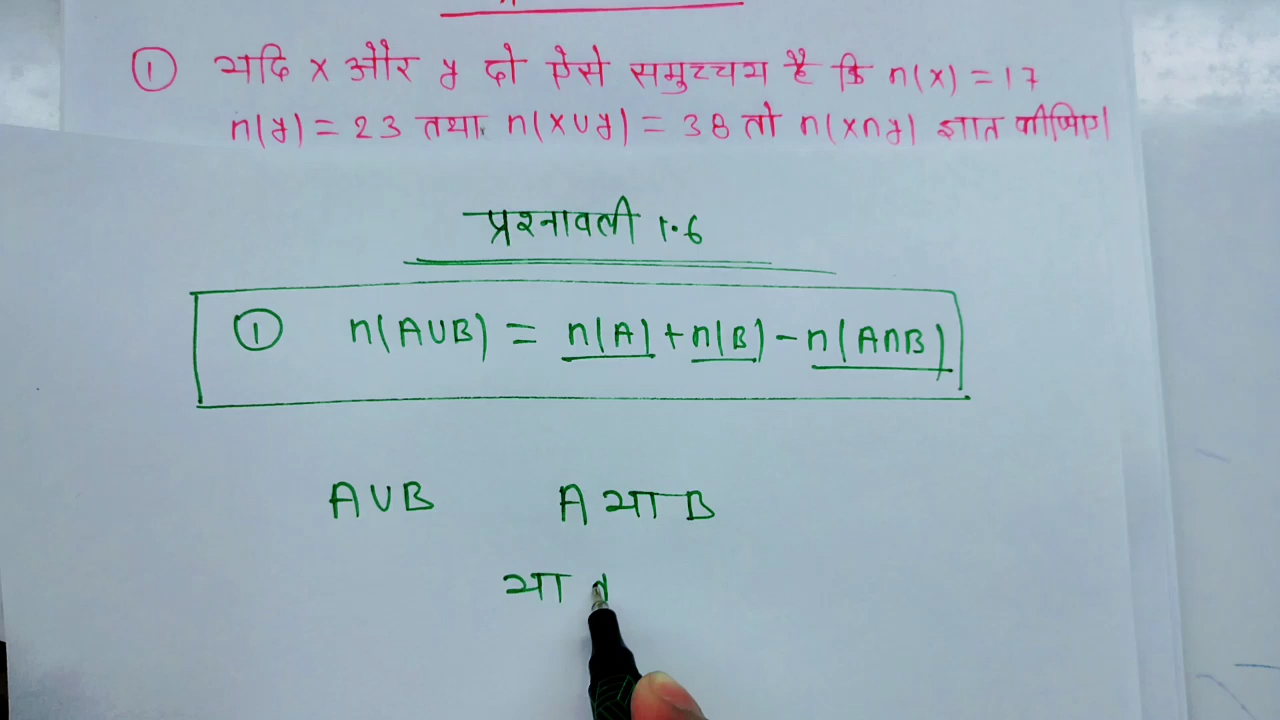 ① यदि x और y दो ऐसे समुच्चय है कि n(x) = 17
n(y) = 23 तथा n(x∪y) = 38 तो n(x∩y) ज्ञात कीजिए।
प्रश्नावली 1.6
① n(A∪B) = n(A) + n(B) - n(A∩B)
A∪B A या B
या